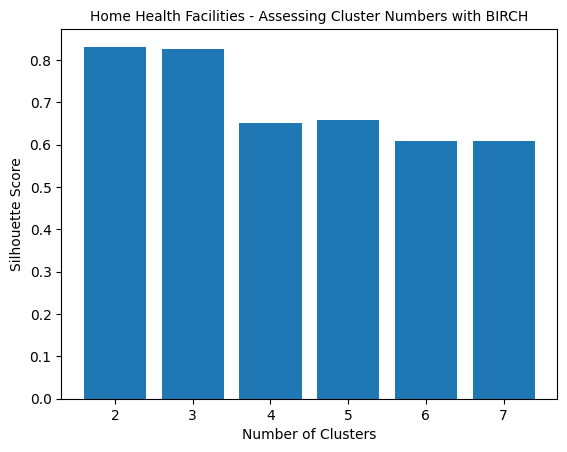 Home Health Facilities - Assessing Cluster Numbers with BIRCH
Silhouette Score
0.8
0.7
0.6
0.5
0.4
0.3
0.2
0.1
0.0
2 3 4 5 6 7
Number of Clusters